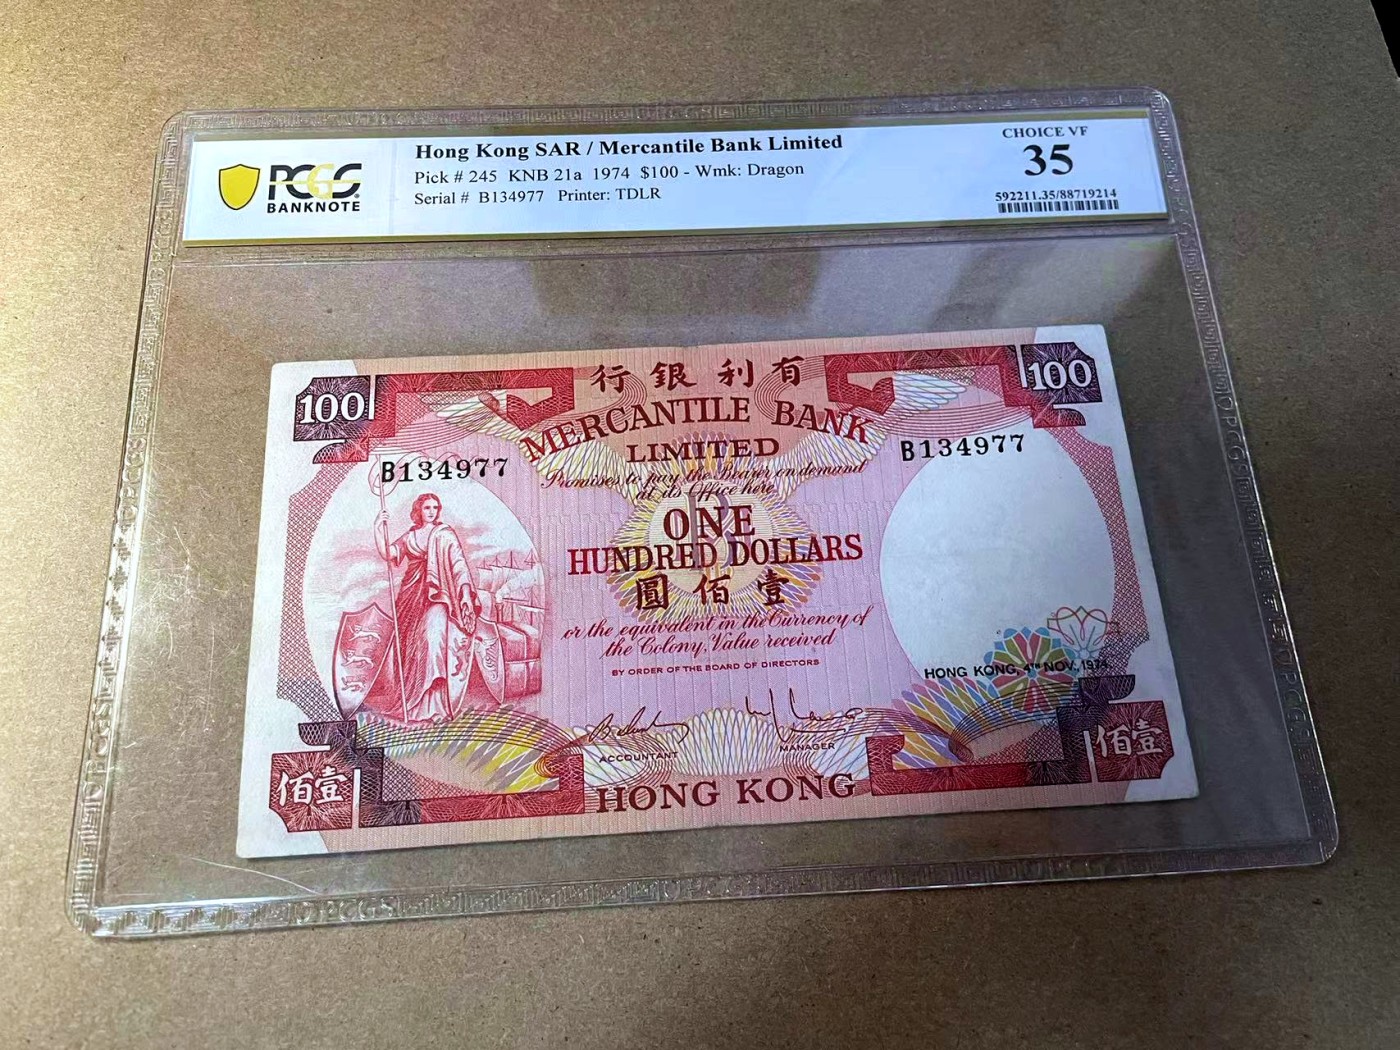 PCGS
BANKNOTE
Hong Kong SAR / Mercantile Bank Limited
Pick # 245 KNB 21a 1974 $100 - Wmk: Dragon
Serial # B134977 Printer: TDLR
CHOICE VF
35
592211.35/88719214
行銀利有
100
100
MERCANTILE BANK
LIMITED
B134977
B134977
Promises to pay the Bearer on demand
at its Office here
ONE
HUNDRED DOLLARS
圓佰壹
or the equivalent in the Currency of
the Colony, Value received
BY ORDER OF THE BOARD OF DIRECTORS
HONG KONG, 4TH NOV. 1974.
ACCOUNTANT
MANAGER
佰壹
佰壹
HONG KONG